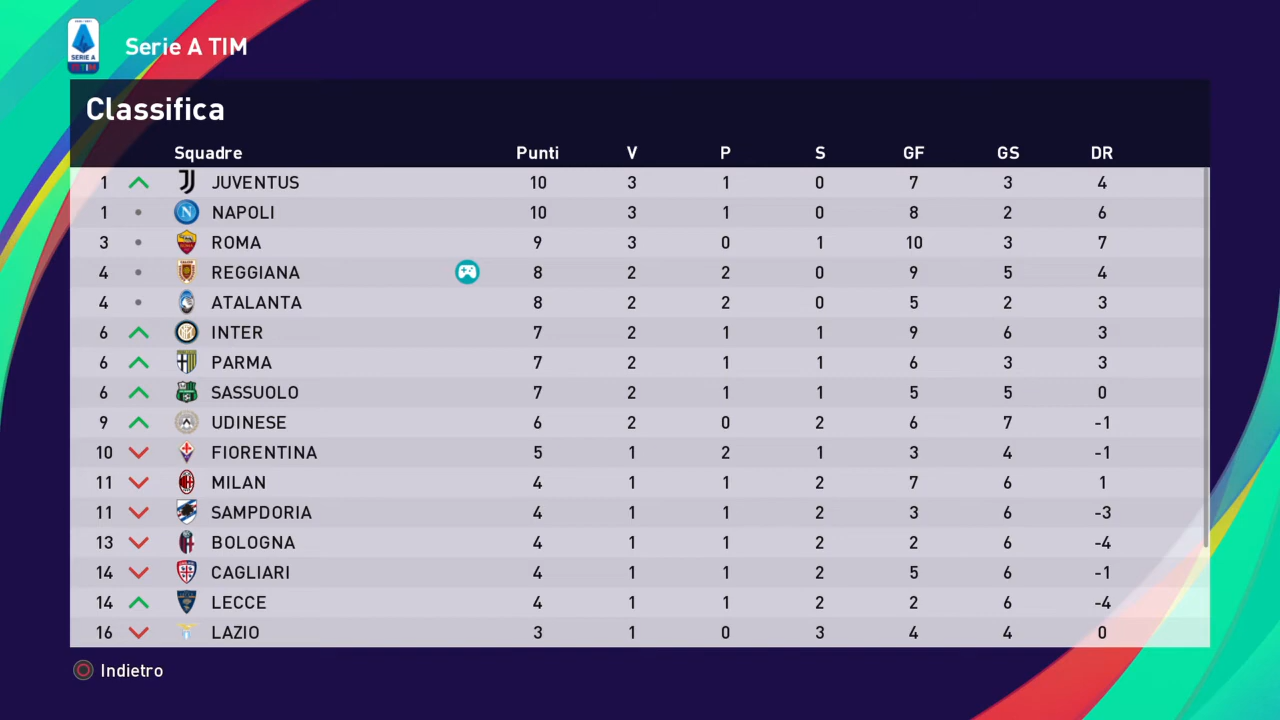 SERIE A
TIM
Serie A TIM
Classifica
Squadre Punti V P S GF GS DR
1 JUVENTUS 10 3 1 0 7 3 4
1 NAPOLI 10 3 1 0 8 2 6
3 ROMA 9 3 0 1 10 3 7
4 REGGIANA 8 2 2 0 9 5 4
4 ATALANTA 8 2 2 0 5 2 3
6 INTER 7 2 1 1 9 6 3
6 PARMA 7 2 1 1 6 3 3
6 SASSUOLO 7 2 1 1 5 5 0
9 UDINESE 6 2 0 2 6 7 -1
10 FIORENTINA 5 1 2 1 3 4 -1
11 MILAN 4 1 1 2 7 6 1
11 SAMPDORIA 4 1 1 2 3 6 -3
13 BOLOGNA 4 1 1 2 2 6 -4
14 CAGLIARI 4 1 1 2 5 6 -1
14 LECCE 4 1 1 2 2 6 -4
16 LAZIO 3 1 0 3 4 4 0
Indietro